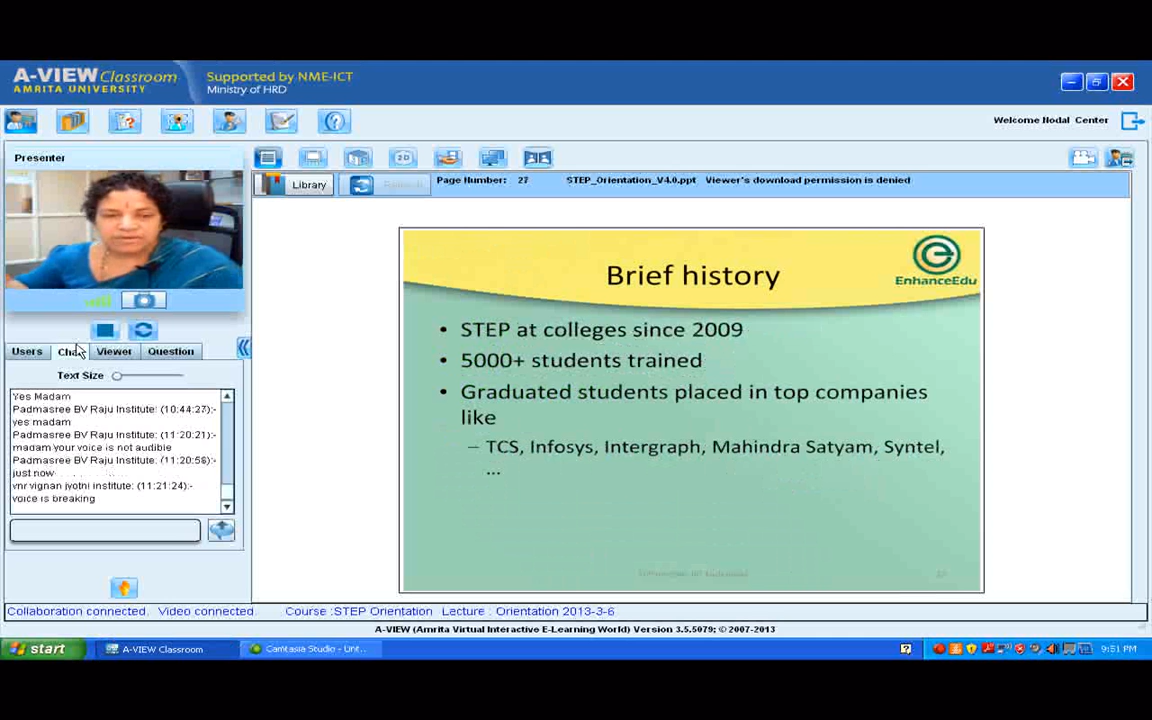 A-VIEW Classroom
AMRITA UNIVERSITY
Supported by NME-ICT
Ministry of HRD
Welcome Nodal Center
Presenter
2D
Library
Page Number: 27 STEP_Orientation_V4.0.ppt Viewer's download permission is denied
Brief history
EnhanceEdu
• STEP at colleges since 2009
• 5000+ students trained
• Graduated students placed in top companies
like
– TCS, Infosys, Intergraph, Mahindra Satyam, Syntel,
...
Users Viewer Question
Text Size
Yes Madam
Padmasree BV Raju Institute: (10:44:27):-
yes madam
Padmasree BV Raju Institute: (11:20:21):-
madam your voice is not audible
Padmasree BV Raju Institute: (11:20:56):-
just now
vnr vignan jyothi institute: (11:21:24):-
voice is breaking
Collaboration connected. Video connected. Course :STEP Orientation Lecture : Orientation 2013-3-6
A-VIEW (Amrita Virtual Interactive E-Learning World) Version 3.5.5079; © 2007-2013
start
A-VIEW Classroom
Camtasia Studio - Unt...
9:51 PM